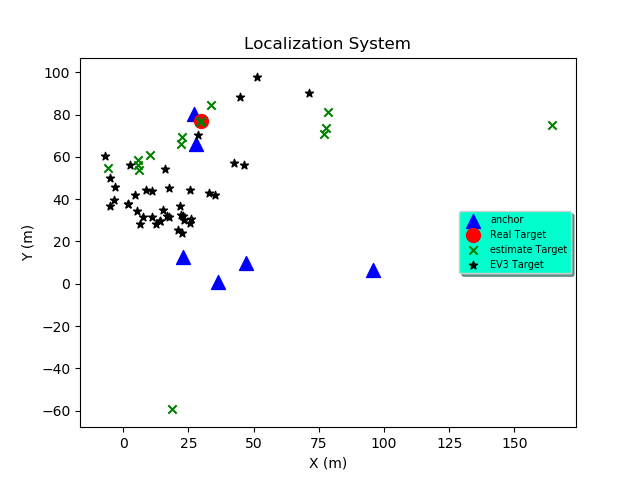 Localization System
100
80
60
40
20
0
−20
−40
−60
Y (m)
0
25
50
75
100
125
150
X (m)
anchor
Real Target
estimate Target
EV3 Target